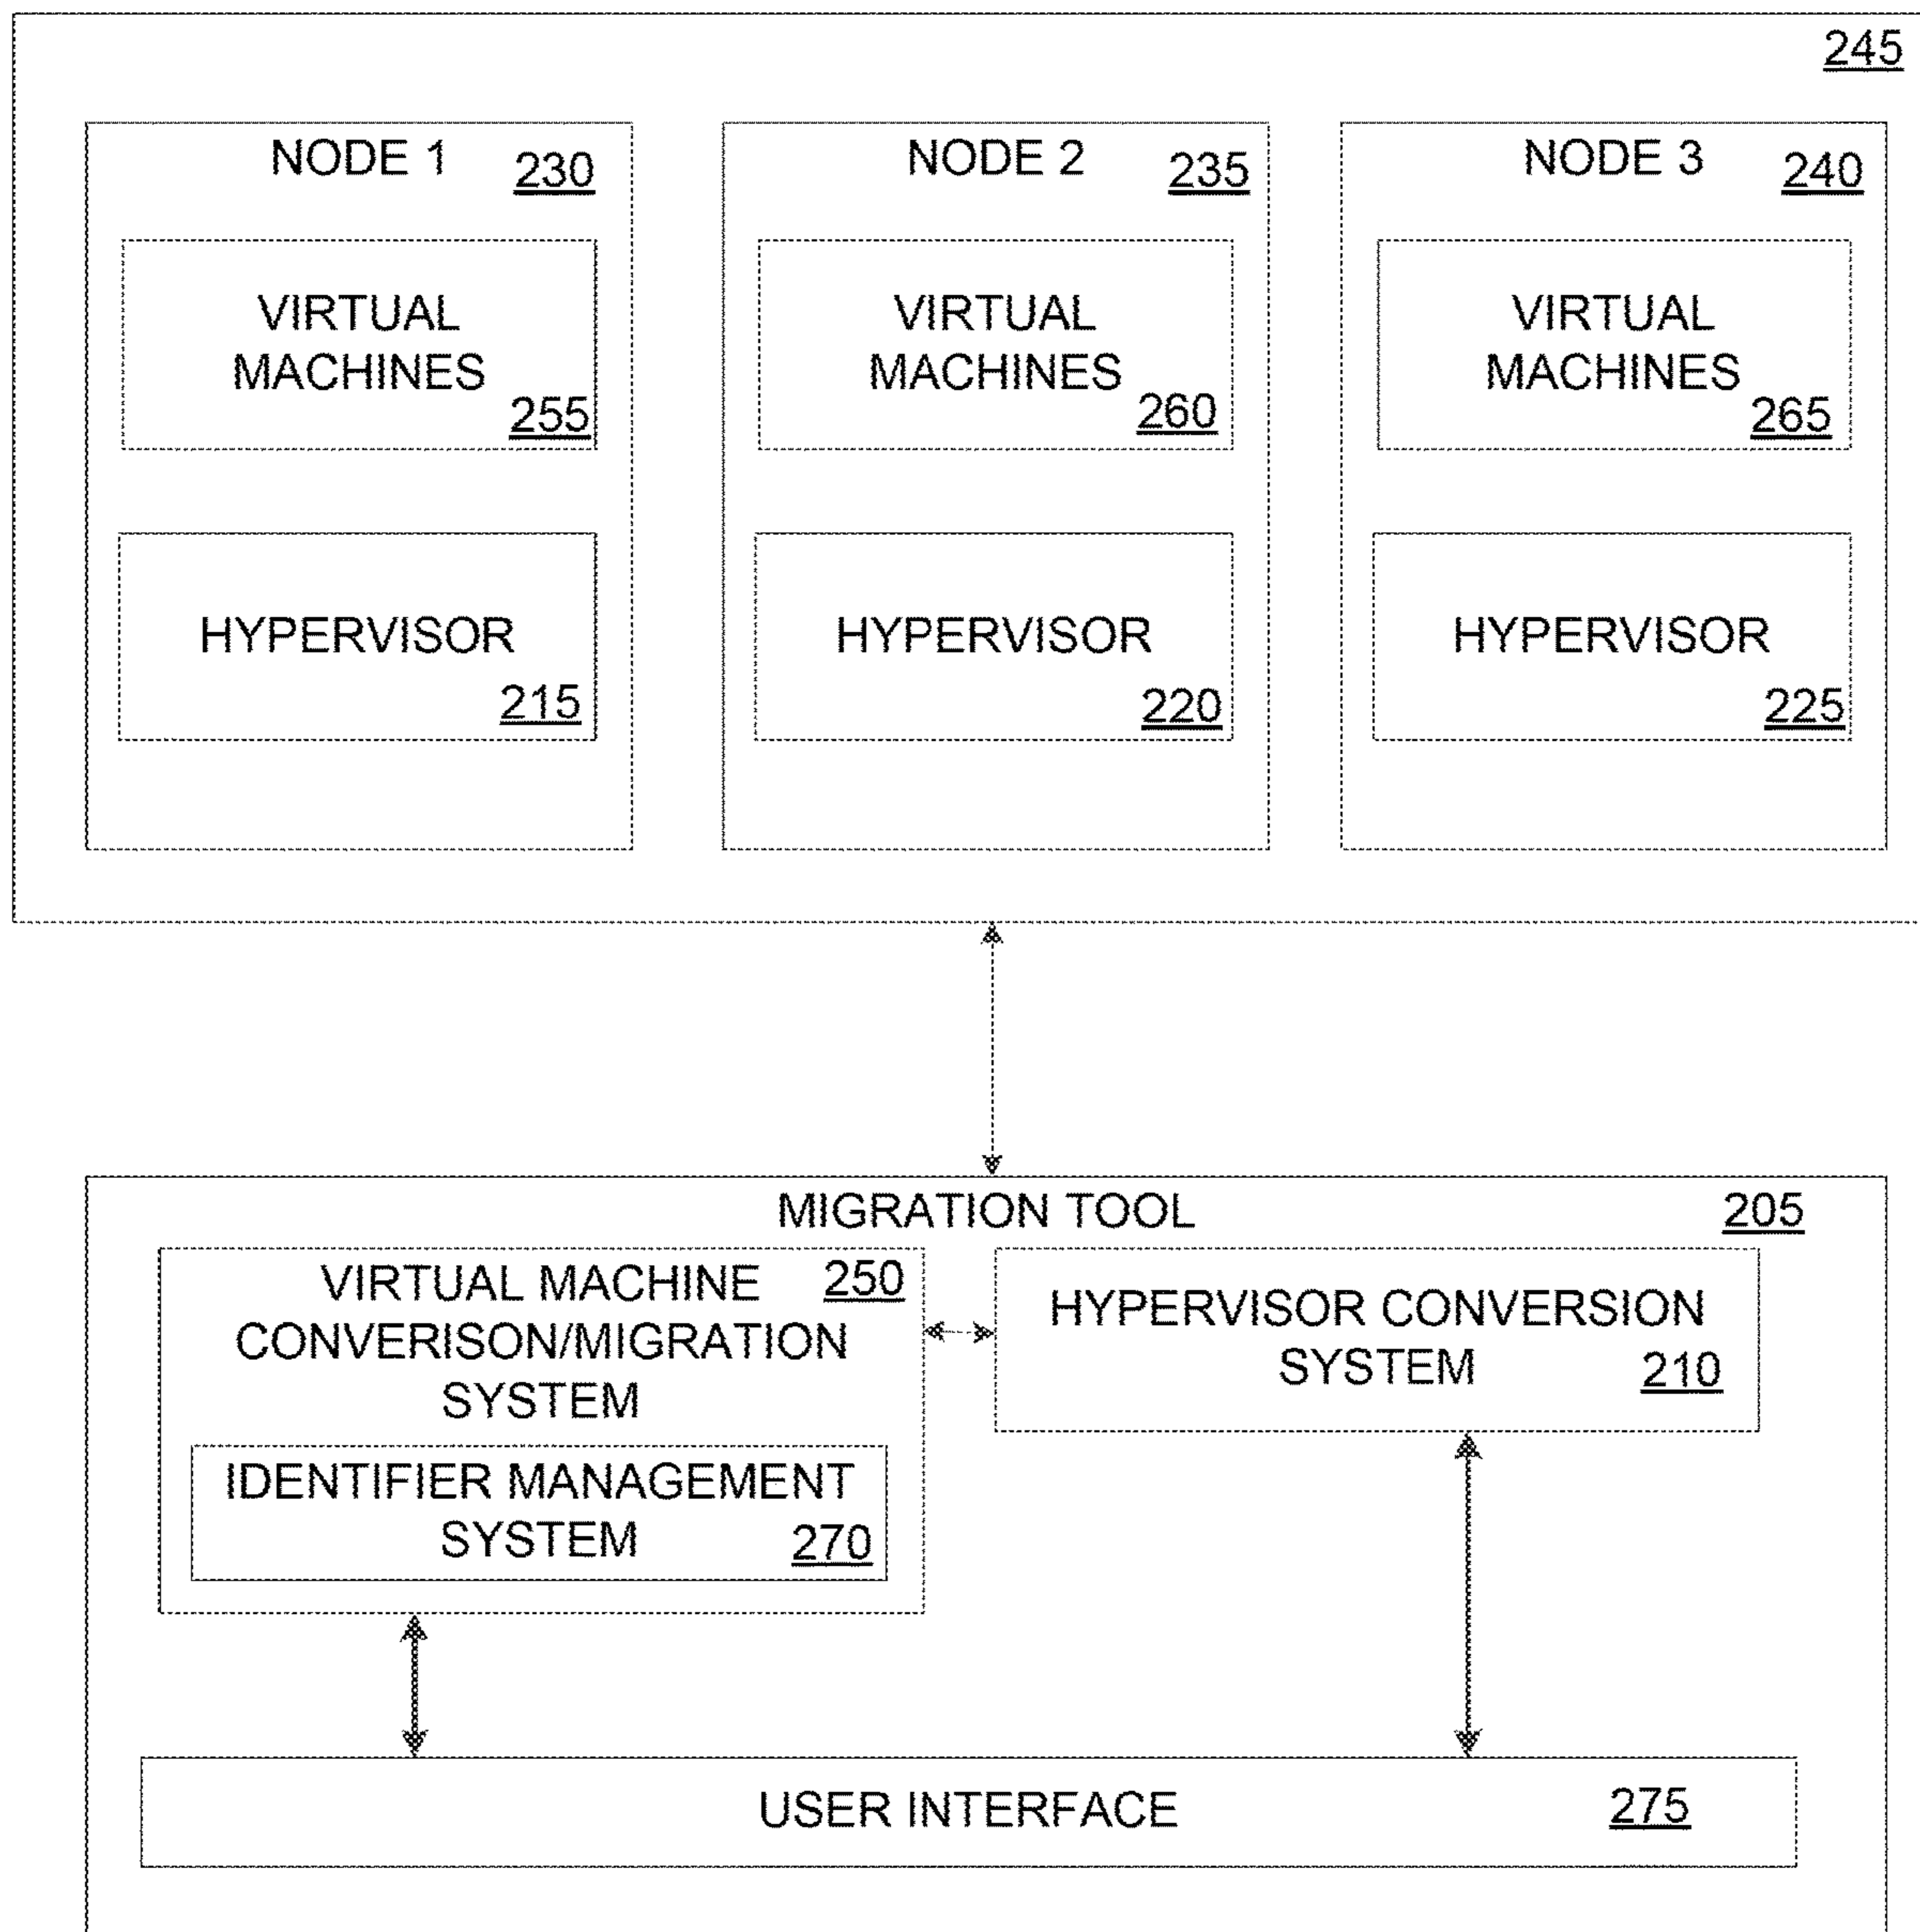 245
NODE 1 230
VIRTUAL
MACHINES
255
HYPERVISOR
215
NODE 2 235
VIRTUAL
MACHINES
260
HYPERVISOR
220
NODE 3 240
VIRTUAL
MACHINES
265
HYPERVISOR
225
MIGRATION TOOL 205
VIRTUAL MACHINE 250
CONVERISON/MIGRATION
SYSTEM
IDENTIFIER MANAGEMENT
SYSTEM 270
HYPERVISOR CONVERSION
SYSTEM 210
USER INTERFACE 275